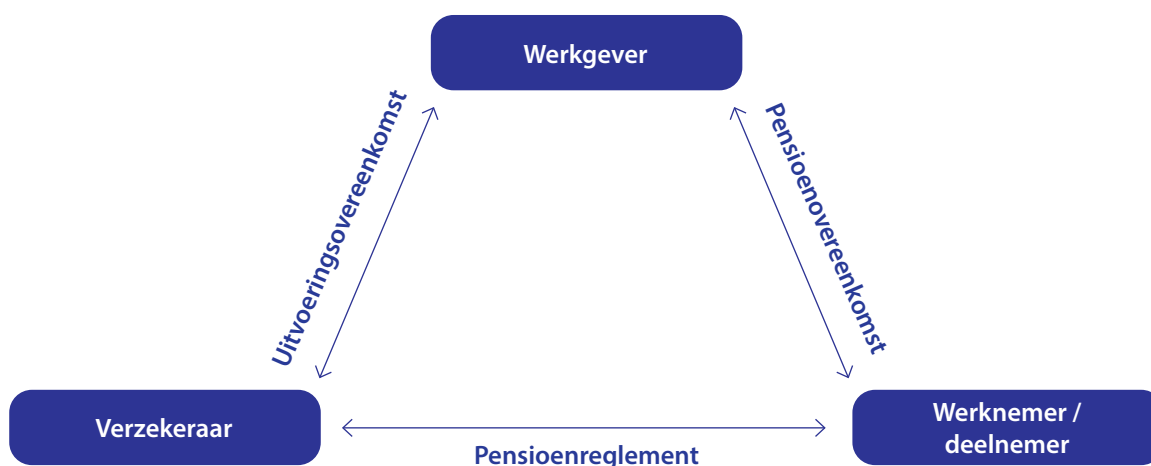 Werkgever
Uitvoeringsovereenkomst
Pensioenovereenkomst
Verzekeraar
Werknemer /
deelnemer
Pensioenreglement